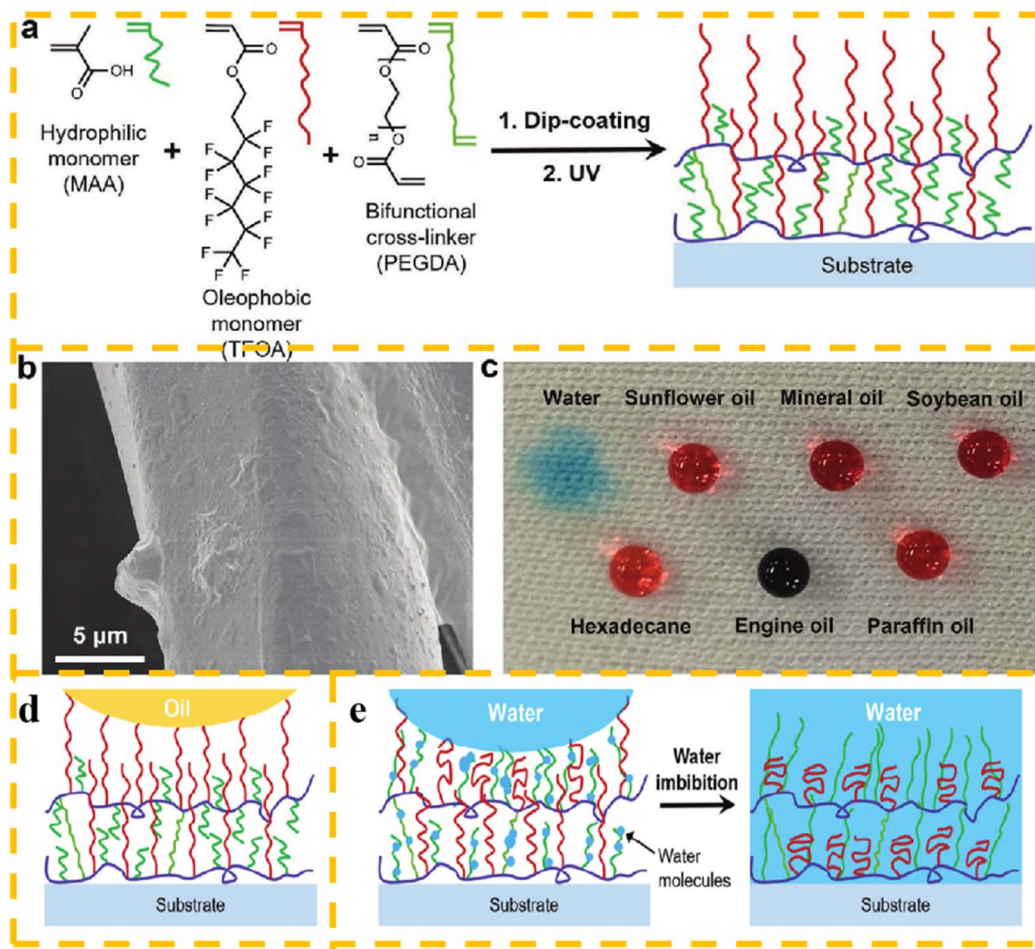 a
OH
O
Hydrophilic
monomer
(MAA)
+
O
O
F F
F F
F F
F F
F F
F F
F
Oleophobic
monomer
(TFOA)
+
O
O
n
O
O
Bifunctional
cross-linker
(PEGDA)
1. Dip-coating
2. UV
Substrate
b
5 µm
c
Water Sunflower oil Mineral oil Soybean oil
Hexadecane Engine oil Paraffin oil
d
Oil
Substrate
e
Water
Water
imbibition
Water
molecules
Substrate
Water
Substrate